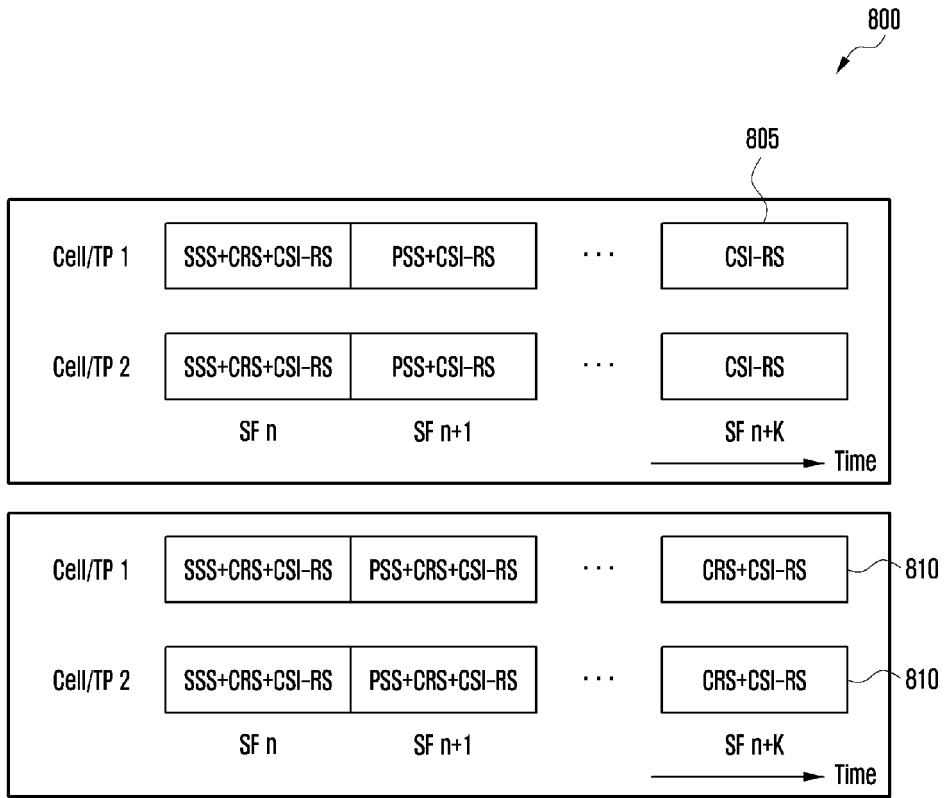 800
805
Cell/TP 1 SSS+CRS+CSI-RS PSS+CSI-RS ··· CSI-RS
Cell/TP 2 SSS+CRS+CSI-RS PSS+CSI-RS ··· CSI-RS
SF n SF n+1 SF n+K
Time
Cell/TP 1 SSS+CRS+CSI-RS PSS+CRS+CSI-RS ··· CRS+CSI-RS 810
Cell/TP 2 SSS+CRS+CSI-RS PSS+CRS+CSI-RS ··· CRS+CSI-RS 810
SF n SF n+1 SF n+K
Time